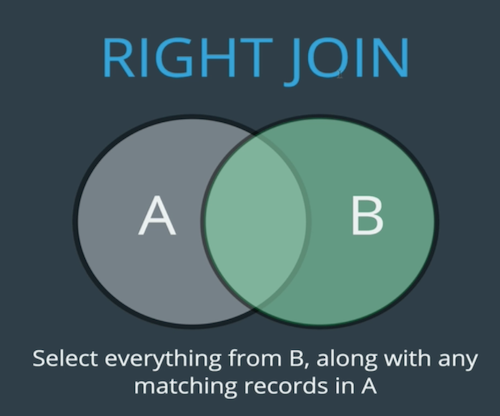 RIGHT JOIN
A
B
Select everything from B, along with any
matching records in A